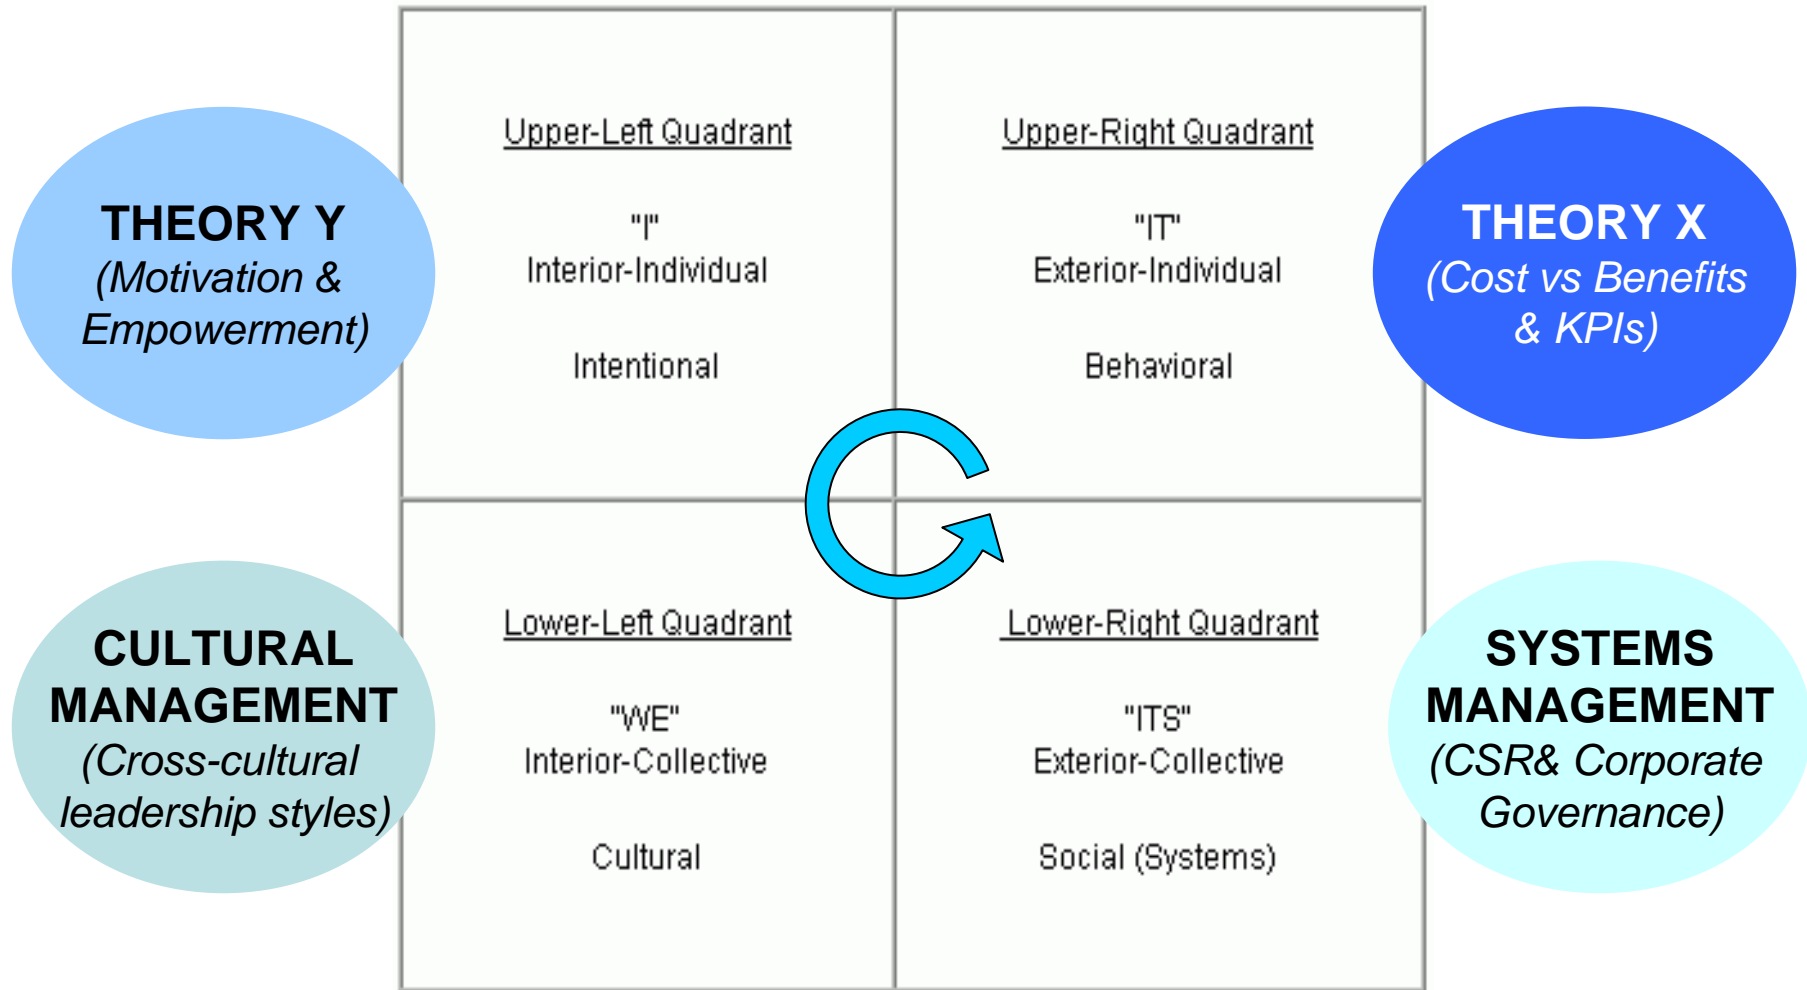 THEORY Y
(Motivation &
Empowerment)
Upper-Left Quadrant
"I"
Interior-Individual
Intentional
Upper-Right Quadrant
"IT"
Exterior-Individual
Behavioral
THEORY X
(Cost vs Benefits
& KPIs)
CULTURAL
MANAGEMENT
(Cross-cultural
leadership styles)
Lower-Left Quadrant
"WE"
Interior-Collective
Cultural
Lower-Right Quadrant
"ITS"
Exterior-Collective
Social (Systems)
SYSTEMS
MANAGEMENT
(CSR& Corporate
Governance)